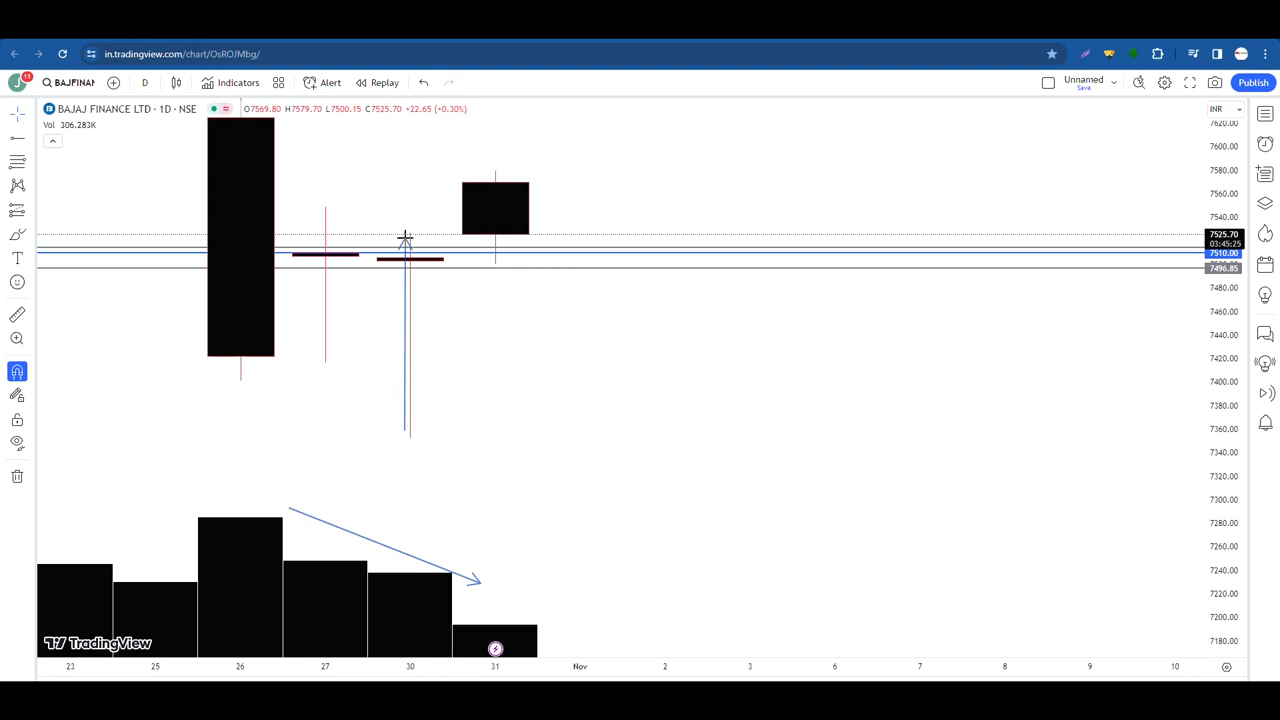 in.tradingview.com/chart/OsROJMbg/
J
11
BAJFINAN
D
Indicators
Alert
Replay
Unnamed
Save
Publish
BAJAJ FINANCE LTD · 1D · NSE
O7569.80 H7579.70 L7500.15 C7525.70 +22.65 (+0.30%)
INR
Vol 306.283K
7620.00
7600.00
7580.00
7560.00
7540.00
7525.70
03:45:25
7510.00
7496.85
7480.00
7460.00
7440.00
7420.00
7400.00
7380.00
7360.00
7340.00
7320.00
7300.00
7280.00
7260.00
7240.00
7220.00
7200.00
7180.00
TradingView
23 25 26 27 30 31 Nov 2 3 6 7 8 9 10